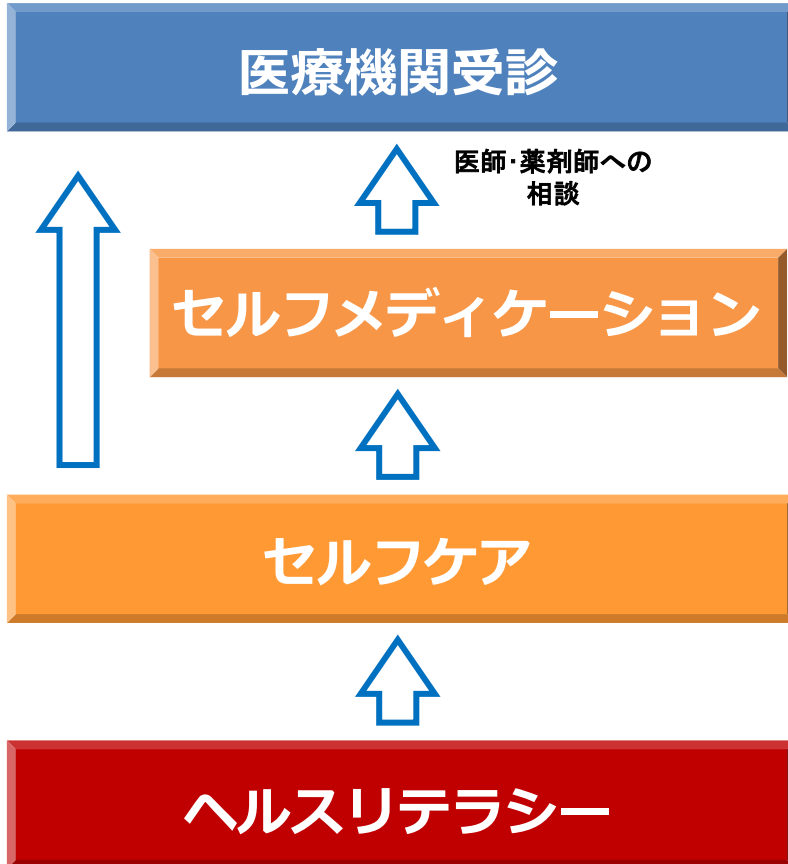 医療機関受診
医師･薬剤師への
相談
セルフメディケーション
セルフケア
ヘルスリテラシー